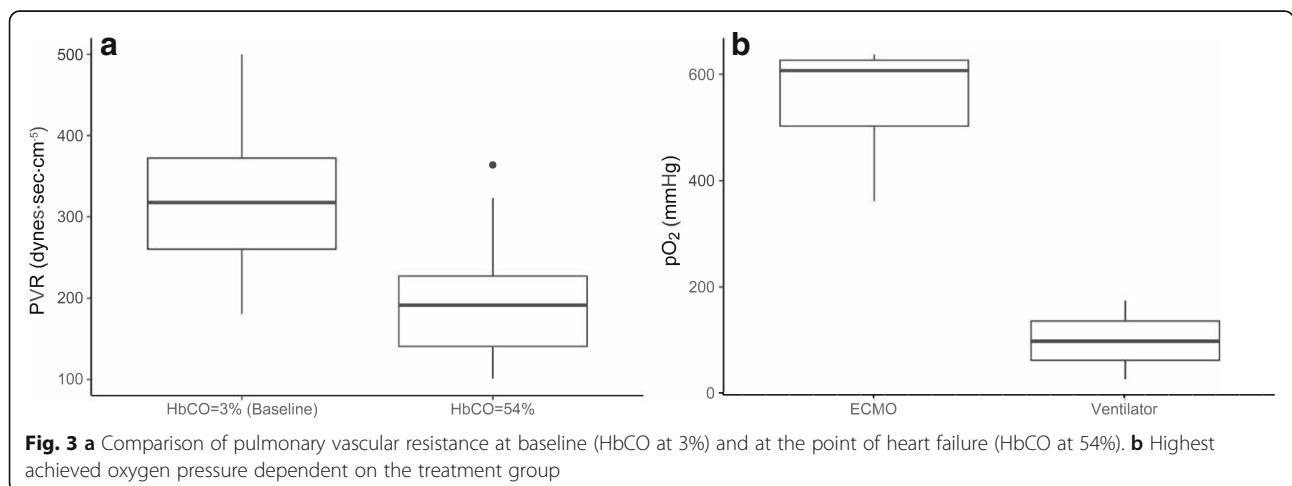 a
500
400
300
200
100
PVR (dynes·sec·cm-5)
HbCO=3% (Baseline)
HbCO=54%
b
600
400
200
0
pO2 (mmHg)
ECMO
Ventilator
Fig. 3 a Comparison of pulmonary vascular resistance at baseline (HbCO at 3%) and at the point of heart failure (HbCO at 54%). b Highest
achieved oxygen pressure dependent on the treatment group